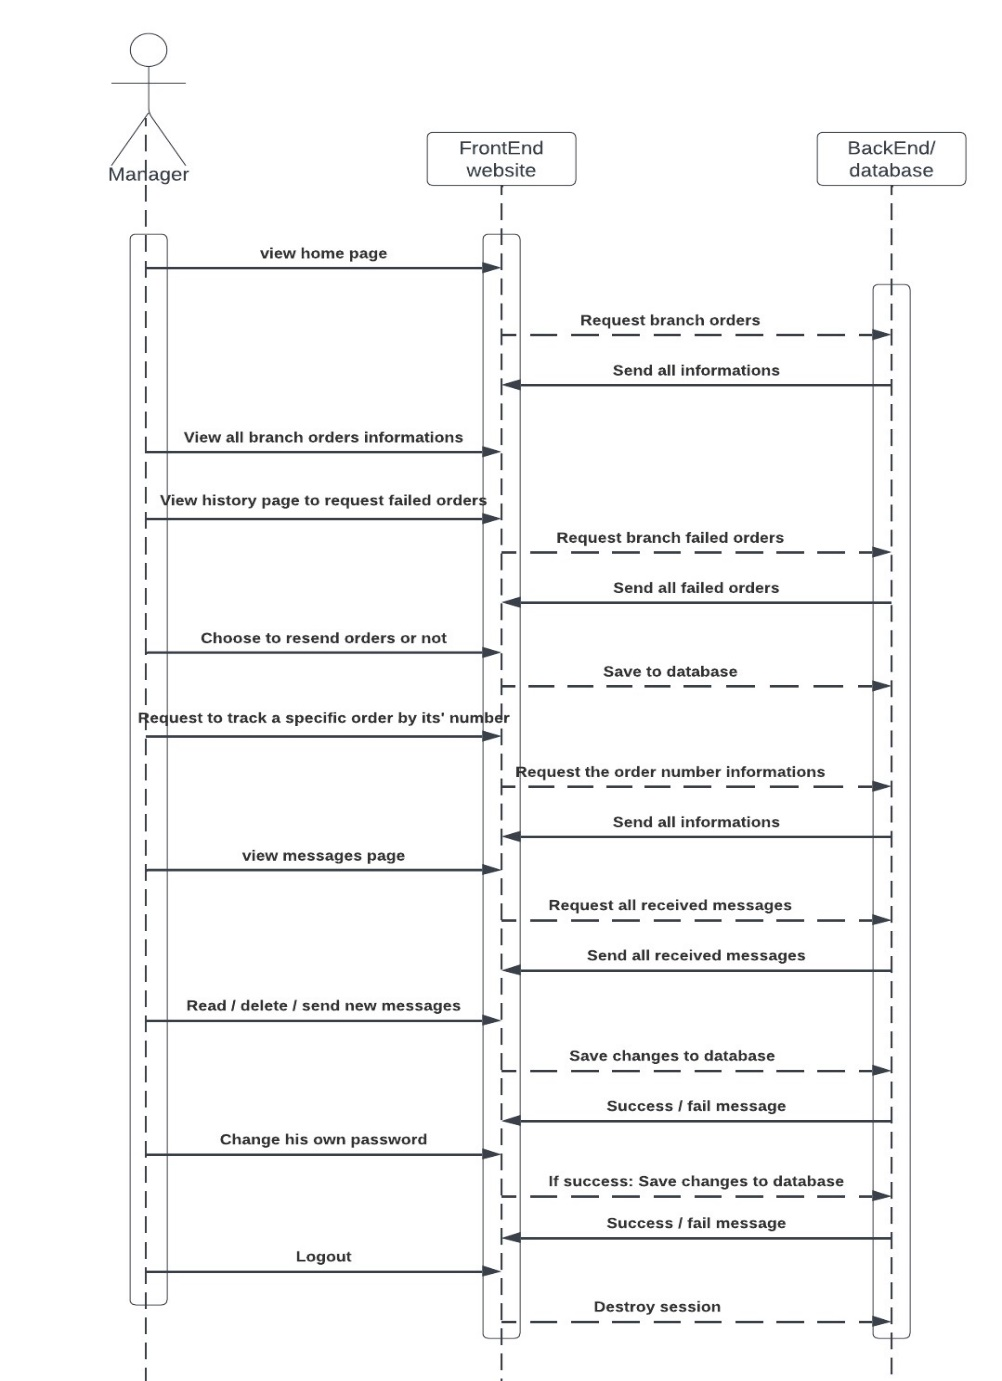 Manager
FrontEnd
website
BackEnd/
database
view home page
Request branch orders
Send all informations
View all branch orders informations
View history page to request failed orders
Request branch failed orders
Send all failed orders
Choose to resend orders or not
Save to database
Request to track a specific order by its' number
Request the order number informations
Send all informations
view messages page
Request all received messages
Send all received messages
Read / delete / send new messages
Save changes to database
Success / fail message
Change his own password
If success: Save changes to database
Success / fail message
Logout
Destroy session